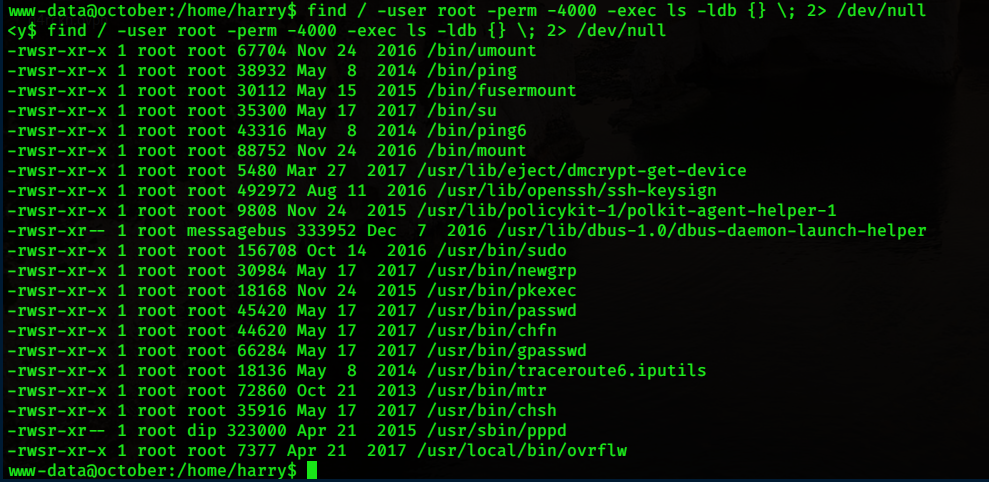 www-data@october:/home/harry$ find / -user root -perm -4000 -exec ls -ldb {} \; 2> /dev/null
<y$ find / -user root -perm -4000 -exec ls -ldb {} \; 2> /dev/null
-rwsr-xr-x 1 root root 67704 Nov 24  2016 /bin/umount
-rwsr-xr-x 1 root root 38932 May  8  2014 /bin/ping
-rwsr-xr-x 1 root root 30112 May 15  2015 /bin/fusermount
-rwsr-xr-x 1 root root 35300 May 17  2017 /bin/su
-rwsr-xr-x 1 root root 43316 May  8  2014 /bin/ping6
-rwsr-xr-x 1 root root 88752 Nov 24  2016 /bin/mount
-rwsr-xr-x 1 root root 5480 Mar 27  2017 /usr/lib/eject/dmcrypt-get-device
-rwsr-xr-x 1 root root 492972 Aug 11  2016 /usr/lib/openssh/ssh-keysign
-rwsr-xr-x 1 root root 9808 Nov 24  2015 /usr/lib/policykit-1/polkit-agent-helper-1
-rwsr-xr-- 1 root messagebus 333952 Dec  7  2016 /usr/lib/dbus-1.0/dbus-daemon-launch-helper
-rwsr-xr-x 1 root root 156708 Oct 14  2016 /usr/bin/sudo
-rwsr-xr-x 1 root root 30984 May 17  2017 /usr/bin/newgrp
-rwsr-xr-x 1 root root 18168 Nov 24  2015 /usr/bin/pkexec
-rwsr-xr-x 1 root root 45420 May 17  2017 /usr/bin/passwd
-rwsr-xr-x 1 root root 44620 May 17  2017 /usr/bin/chfn
-rwsr-xr-x 1 root root 66284 May 17  2017 /usr/bin/gpasswd
-rwsr-xr-x 1 root root 18136 May  8  2014 /usr/bin/traceroute6.iputils
-rwsr-xr-x 1 root root 72860 Oct 21  2013 /usr/bin/mtr
-rwsr-xr-x 1 root root 35916 May 17  2017 /usr/bin/chsh
-rwsr-xr-- 1 root dip 323000 Apr 21  2015 /usr/sbin/pppd
-rwsr-xr-x 1 root root 7377 Apr 21  2017 /usr/local/bin/ovrflw
www-data@october:/home/harry$